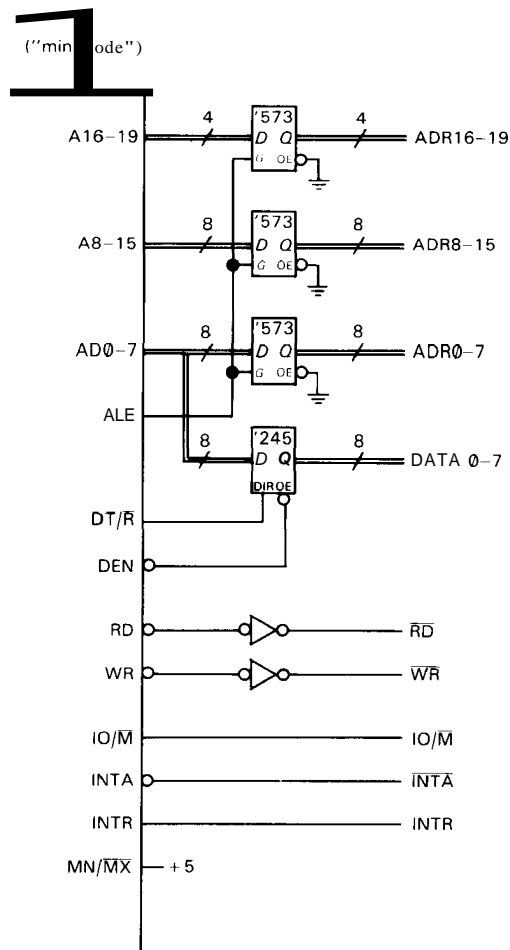 1
("min ode")
4 '573 4
A16-19 D Q ADR16-19
G OE
8 '573 8
A8-15 D Q ADR8-15
G OE
8 '573 8
AD0-7 D Q ADR0-7
G OE
ALE
8 '245 8
D Q DATA 0-7
DIR OE
DT/R̅
DEN
RD R̅D̅
WR W̅R̅
IO/M̅ IO/M̅
INTA I̅N̅T̅A̅
INTR INTR
MN/M̅X̅ +5